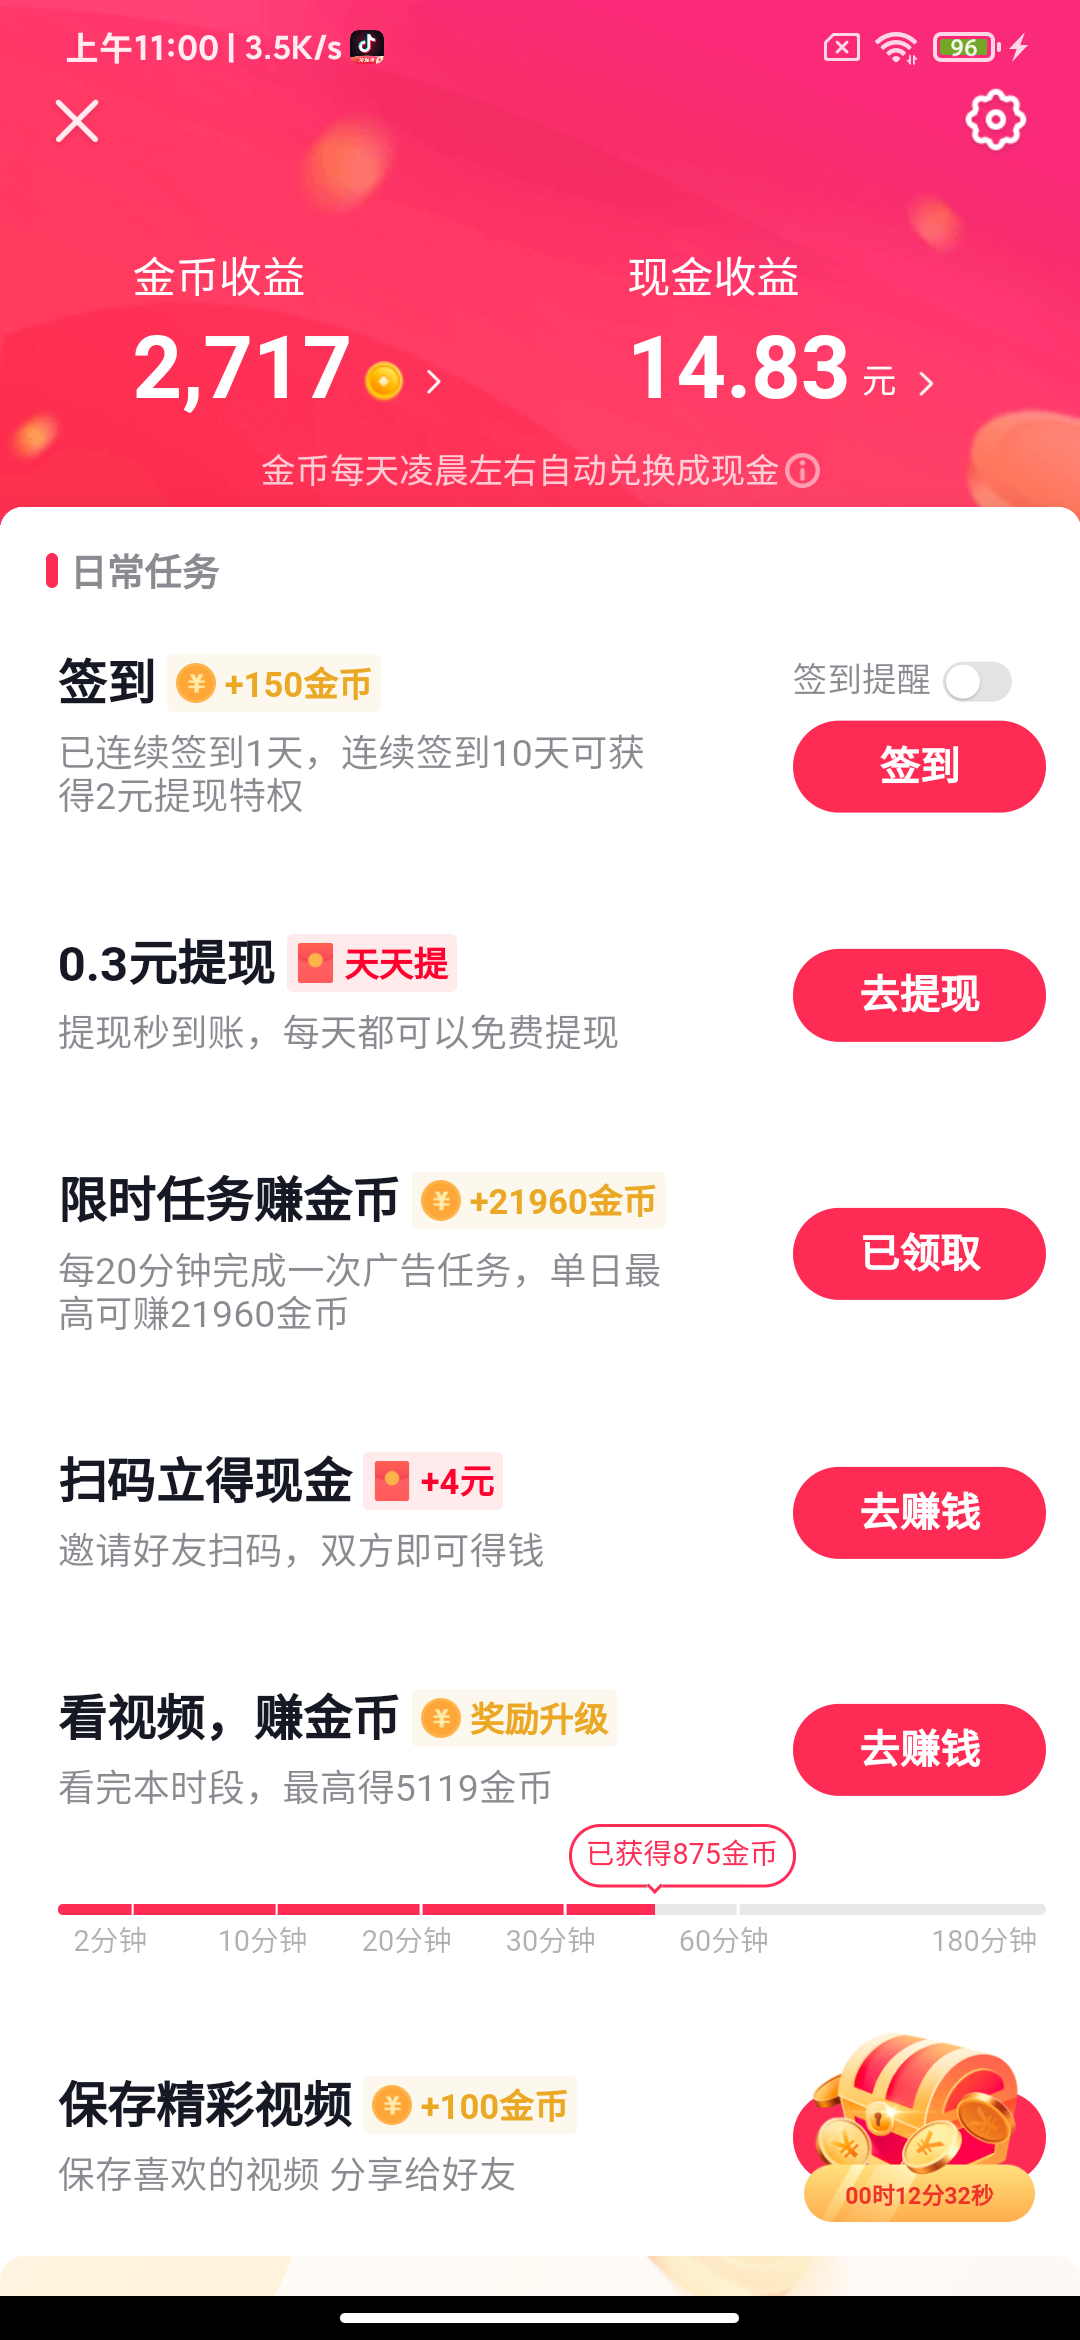 上午11:00 | 3.5K/s
96
金币收益
现金收益
2,717
14.83 元
金币每天凌晨左右自动兑换成现金
日常任务
签到 +150金币
签到提醒
已连续签到1天，连续签到10天可获
得2元提现特权
签到
0.3元提现 天天提
提现秒到账，每天都可以免费提现
去提现
限时任务赚金币 +21960金币
每20分钟完成一次广告任务，单日最
高可赚21960金币
已领取
扫码立得现金 +4元
邀请好友扫码，双方即可得钱
去赚钱
看视频，赚金币 奖励升级
看完本时段，最高得5119金币
去赚钱
已获得875金币
2分钟 10分钟 20分钟 30分钟 60分钟 180分钟
保存精彩视频 +100金币
保存喜欢的视频 分享给好友
00时12分32秒